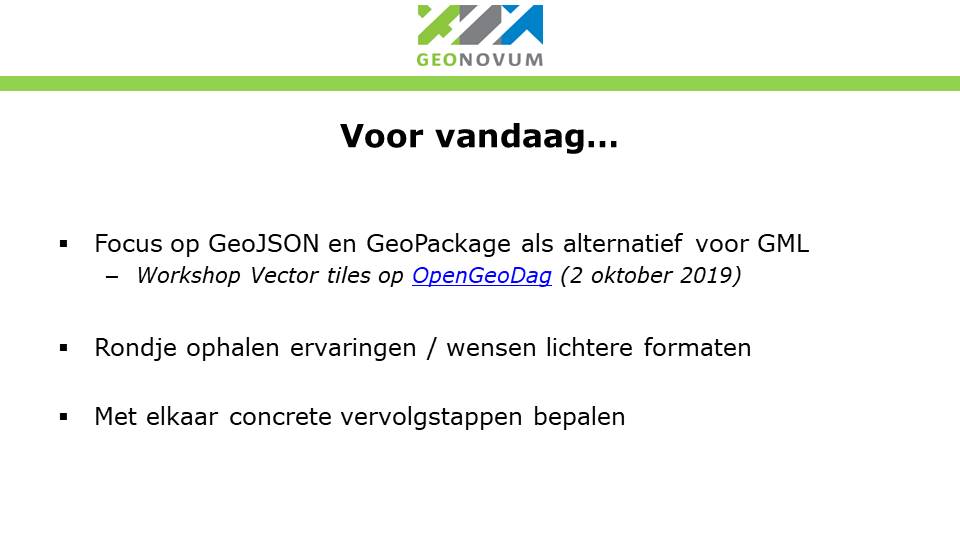 GEONOVUM
Voor vandaag...
▪ Focus op GeoJSON en GeoPackage als alternatief voor GML
– Workshop Vector tiles op OpenGeoDag (2 oktober 2019)
▪ Rondje ophalen ervaringen / wensen lichtere formaten
▪ Met elkaar concrete vervolgstappen bepalen